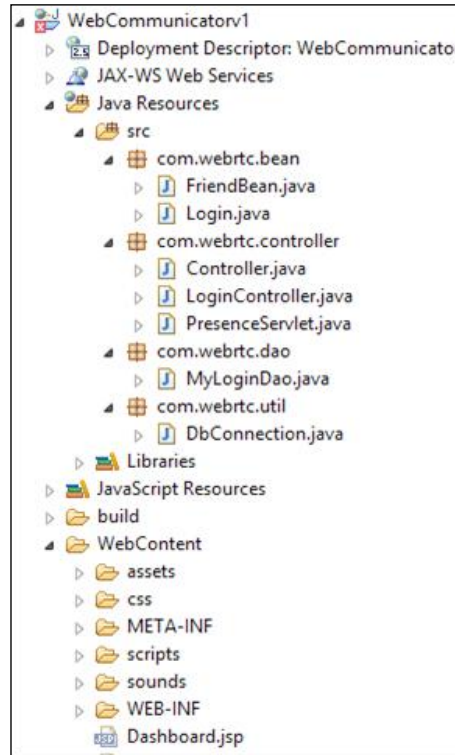 WebCommunicatorv1
2.5 Deployment Descriptor: WebCommunicato
JAX-WS Web Services
Java Resources
src
com.webrtc.bean
J FriendBean.java
J Login.java
com.webrtc.controller
J Controller.java
J LoginController.java
J PresenceServlet.java
com.webrtc.dao
J MyLoginDao.java
com.webrtc.util
J DbConnection.java
Libraries
JavaScript Resources
build
WebContent
assets
css
META-INF
scripts
sounds
WEB-INF
Dashboard.jsp